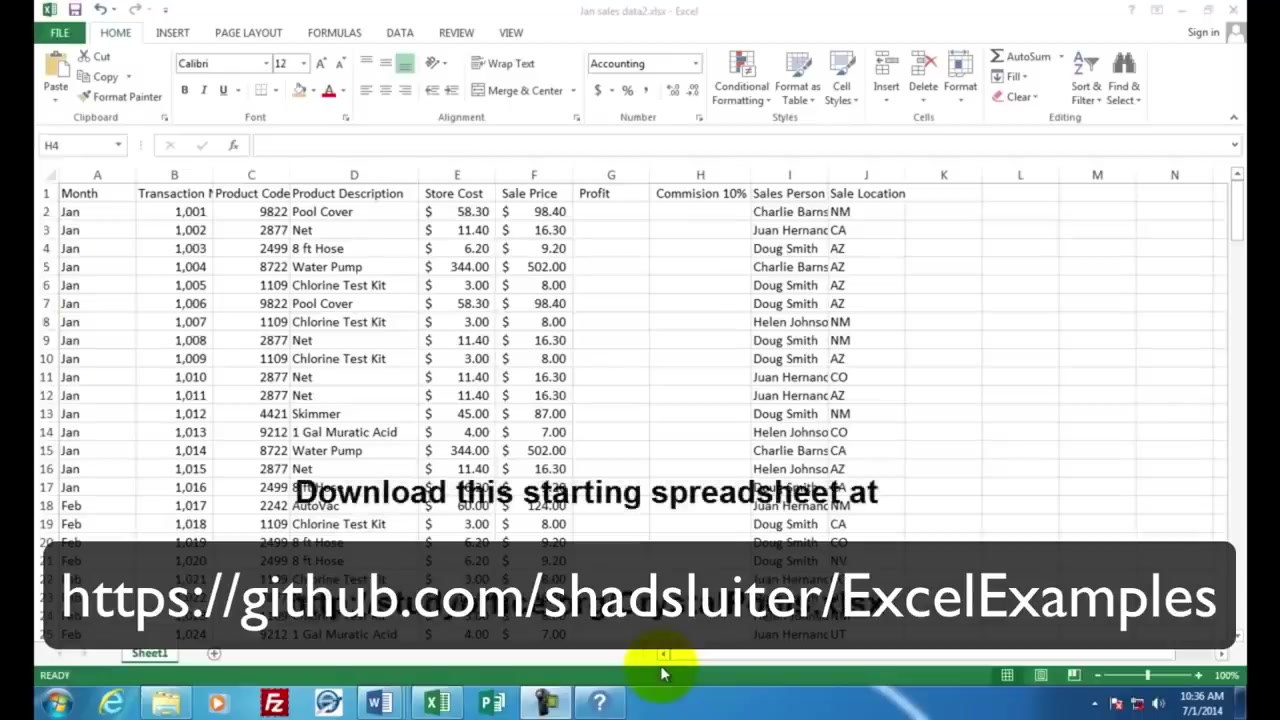 Jan sales data2.xlsx - Excel
FILE HOME INSERT PAGE LAYOUT FORMULAS DATA REVIEW VIEW Sign in
Cut Calibri 12 Wrap Text Accounting AutoSum
Copy Fill
Paste Format Painter B I U Merge & Center $ % Conditional Formatting Format as Table Cell Styles Insert Delete Format Clear Sort & Filter Find & Select
Clipboard Font Alignment Number Styles Cells Editing
H4 fx
A B C D E F G H I J K L M N
1 Month Transaction Product Code Product Description Store Cost Sale Price Profit Commision 10% Sales Person Sale Location
2 Jan 1,001 9822 Pool Cover $ 58.30 $ 98.40 Charlie Barns NM
3 Jan 1,002 2877 Net $ 11.40 $ 16.30 Juan Hernanc CA
4 Jan 1,003 2499 8 ft Hose $ 6.20 $ 9.20 Doug Smith AZ
5 Jan 1,004 8722 Water Pump $ 344.00 $ 502.00 Charlie Barns AZ
6 Jan 1,005 1109 Chlorine Test Kit $ 3.00 $ 8.00 Doug Smith AZ
7 Jan 1,006 9822 Pool Cover $ 58.30 $ 98.40 Doug Smith AZ
8 Jan 1,007 1109 Chlorine Test Kit $ 3.00 $ 8.00 Helen Johnso NM
9 Jan 1,008 2877 Net $ 11.40 $ 16.30 Doug Smith NM
10 Jan 1,009 1109 Chlorine Test Kit $ 3.00 $ 8.00 Doug Smith AZ
11 Jan 1,010 2877 Net $ 11.40 $ 16.30 Juan Hernanc CO
12 Jan 1,011 2877 Net $ 11.40 $ 16.30 Juan Hernanc AZ
13 Jan 1,012 4421 Skimmer $ 45.00 $ 87.00 Doug Smith NM
14 Jan 1,013 9212 1 Gal Muratic Acid $ 4.00 $ 7.00 Helen Johnso CO
15 Jan 1,014 8722 Water Pump $ 344.00 $ 502.00 Charlie Barns CA
16 Jan 1,015 2877 Net $ 11.40 $ 16.30 Helen Johnso AZ
17 Jan 1,016 2499
Download this starting spreadsheet at
18 Feb 1,017 2242 AutoVac $ 60.00 $ 124.00 Juan Hernanc NM
19 Feb 1,018 1109 Chlorine Test Kit $ 3.00 $ 8.00 Doug Smith CA
20 Feb 1,019 2499 8 ft Hose $ 6.20 $ 9.20 Doug Smith CO
21 Feb 1,020 2499 8 ft Hose $ 6.20 $ 9.20 Doug Smith NV
https://github.com/shadsluiter/ExcelExamples
25 Feb 1,024 9212 1 Gal Muratic Acid $ 4.00 $ 7.00 Juan Hernanc UT
Sheet1
READY 100%
10:36 AM
7/1/2014